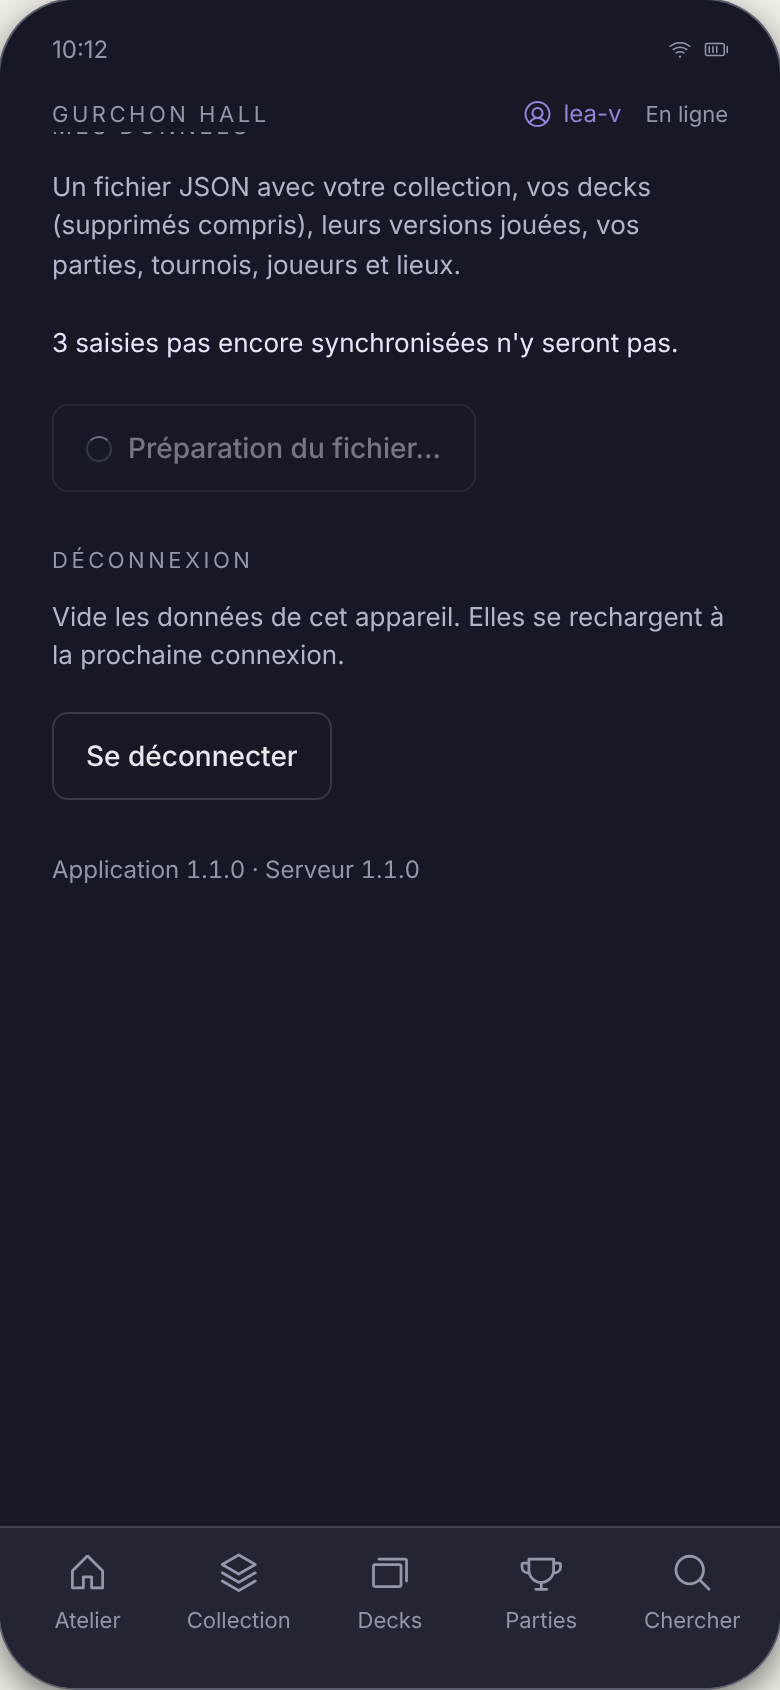 10:12
GURCHON HALL
lea-v
En ligne
MES DONNÉES
Un fichier JSON avec votre collection, vos decks
(supprimés compris), leurs versions jouées, vos
parties, tournois, joueurs et lieux.
3 saisies pas encore synchronisées n'y seront pas.
Préparation du fichier...
DÉCONNEXION
Vide les données de cet appareil. Elles se rechargent à
la prochaine connexion.
Se déconnecter
Application 1.1.0 · Serveur 1.1.0
Atelier
Collection
Decks
Parties
Chercher